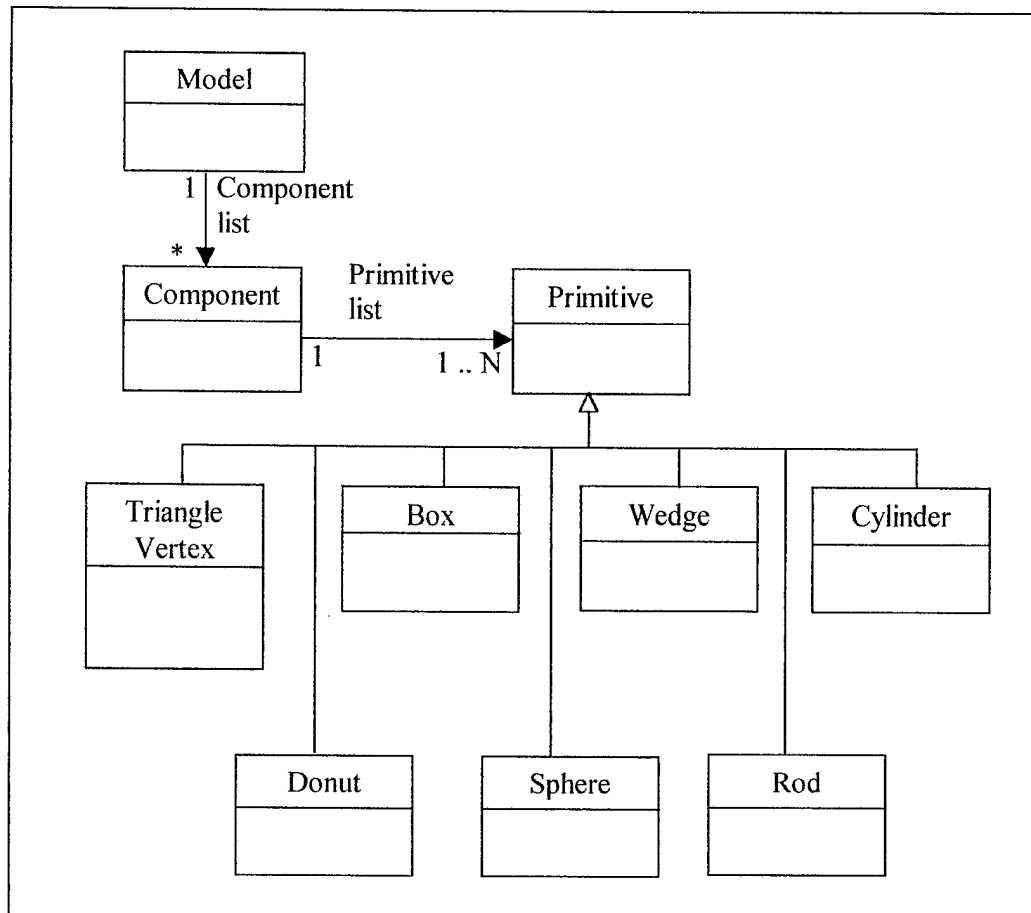 Model
1 Component
list
*
Component
Primitive
list
Primitive
1
1 .. N
Triangle
Vertex
Box
Wedge
Cylinder
Donut
Sphere
Rod